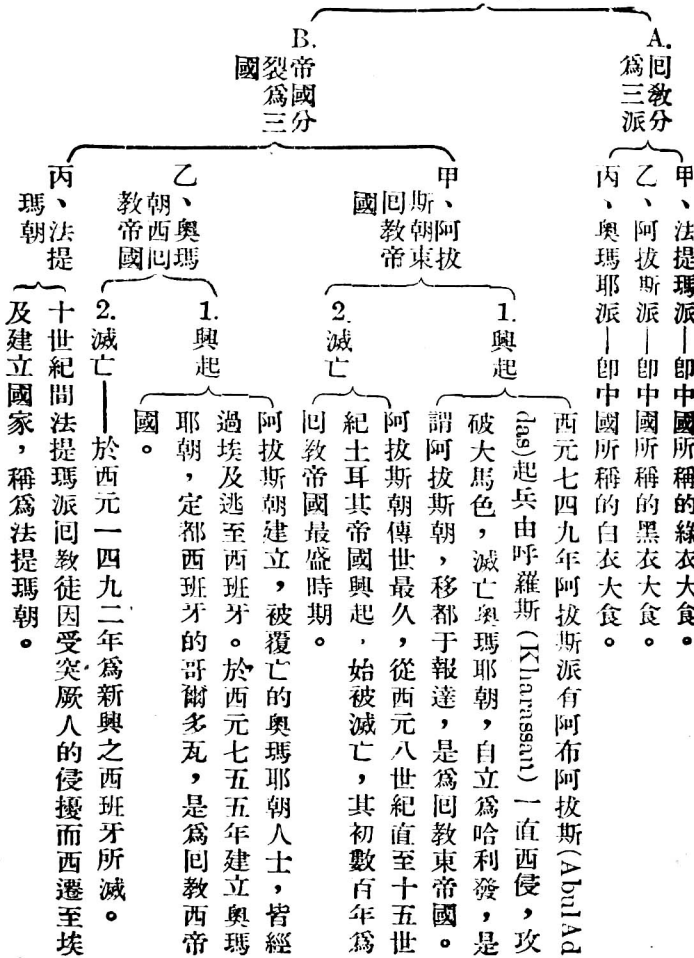 A.回教分
爲三派
甲、法提瑪派—卽中國所稱的綠衣大食。
乙、阿拔斯派—卽中國所稱的黑衣大食。
丙、奧瑪耶派—卽中國所稱的白衣大食。
B.帝國分
裂爲三
國
甲、阿拔
斯朝東
回教帝
國
1.興起
西元七四九年阿拔斯派有阿布阿拔斯(AbulAd
das)起兵由呼羅斯(Kharassan)一直西侵，攻
破大馬色，滅亡奧瑪耶朝，自立爲哈利發，是
謂阿拔斯朝，移都于報達，是爲回教東帝國。
2.滅亡
阿拔斯朝傳世最久，從西元八世紀直至十五世
紀土耳其帝國興起，始被滅亡，其初數百年爲
回教帝國最盛時期。
乙、奧瑪
朝西回
教帝國
1.興起
阿拔斯朝建立，被覆亡的奧瑪耶朝人士，皆經
過埃及逃至西班牙。於西元七五五年建立奧瑪
耶朝，定都西班牙的哥爾多瓦，是爲回教西帝
國。
2.滅亡—於西元一四九二年爲新興之西班牙所滅。
丙、法提
瑪朝
十世紀間法提瑪派回教徒因受突厥人的侵擾而西遷至埃
及建立國家，稱爲法提瑪朝。